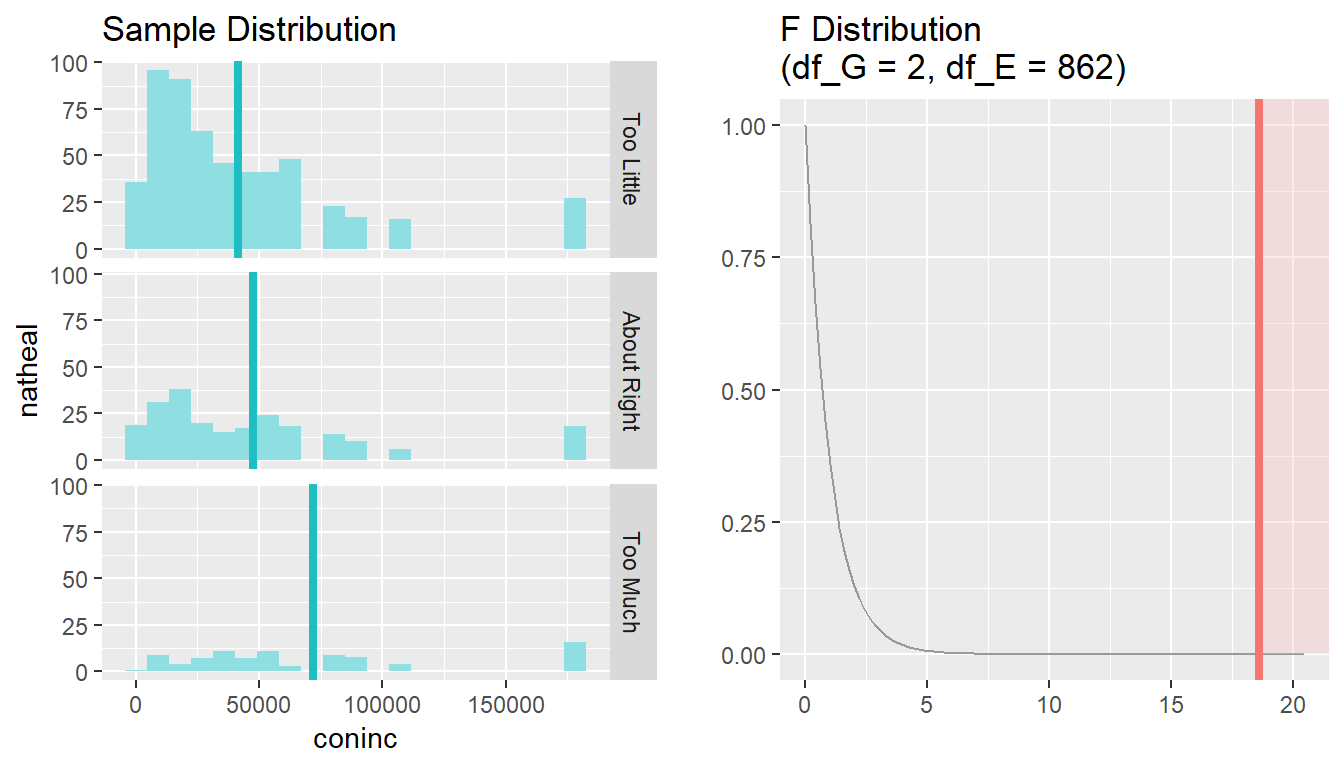 Sample Distribution
100
75
50
25
0
Too Little
100
75
50
25
0
About Right
100
75
50
25
0
Too Much
natheal
0 50000 100000 150000
coninc
F Distribution
(df_G = 2, df_E = 862)
1.00
0.75
0.50
0.25
0.00
0 5 10 15 20